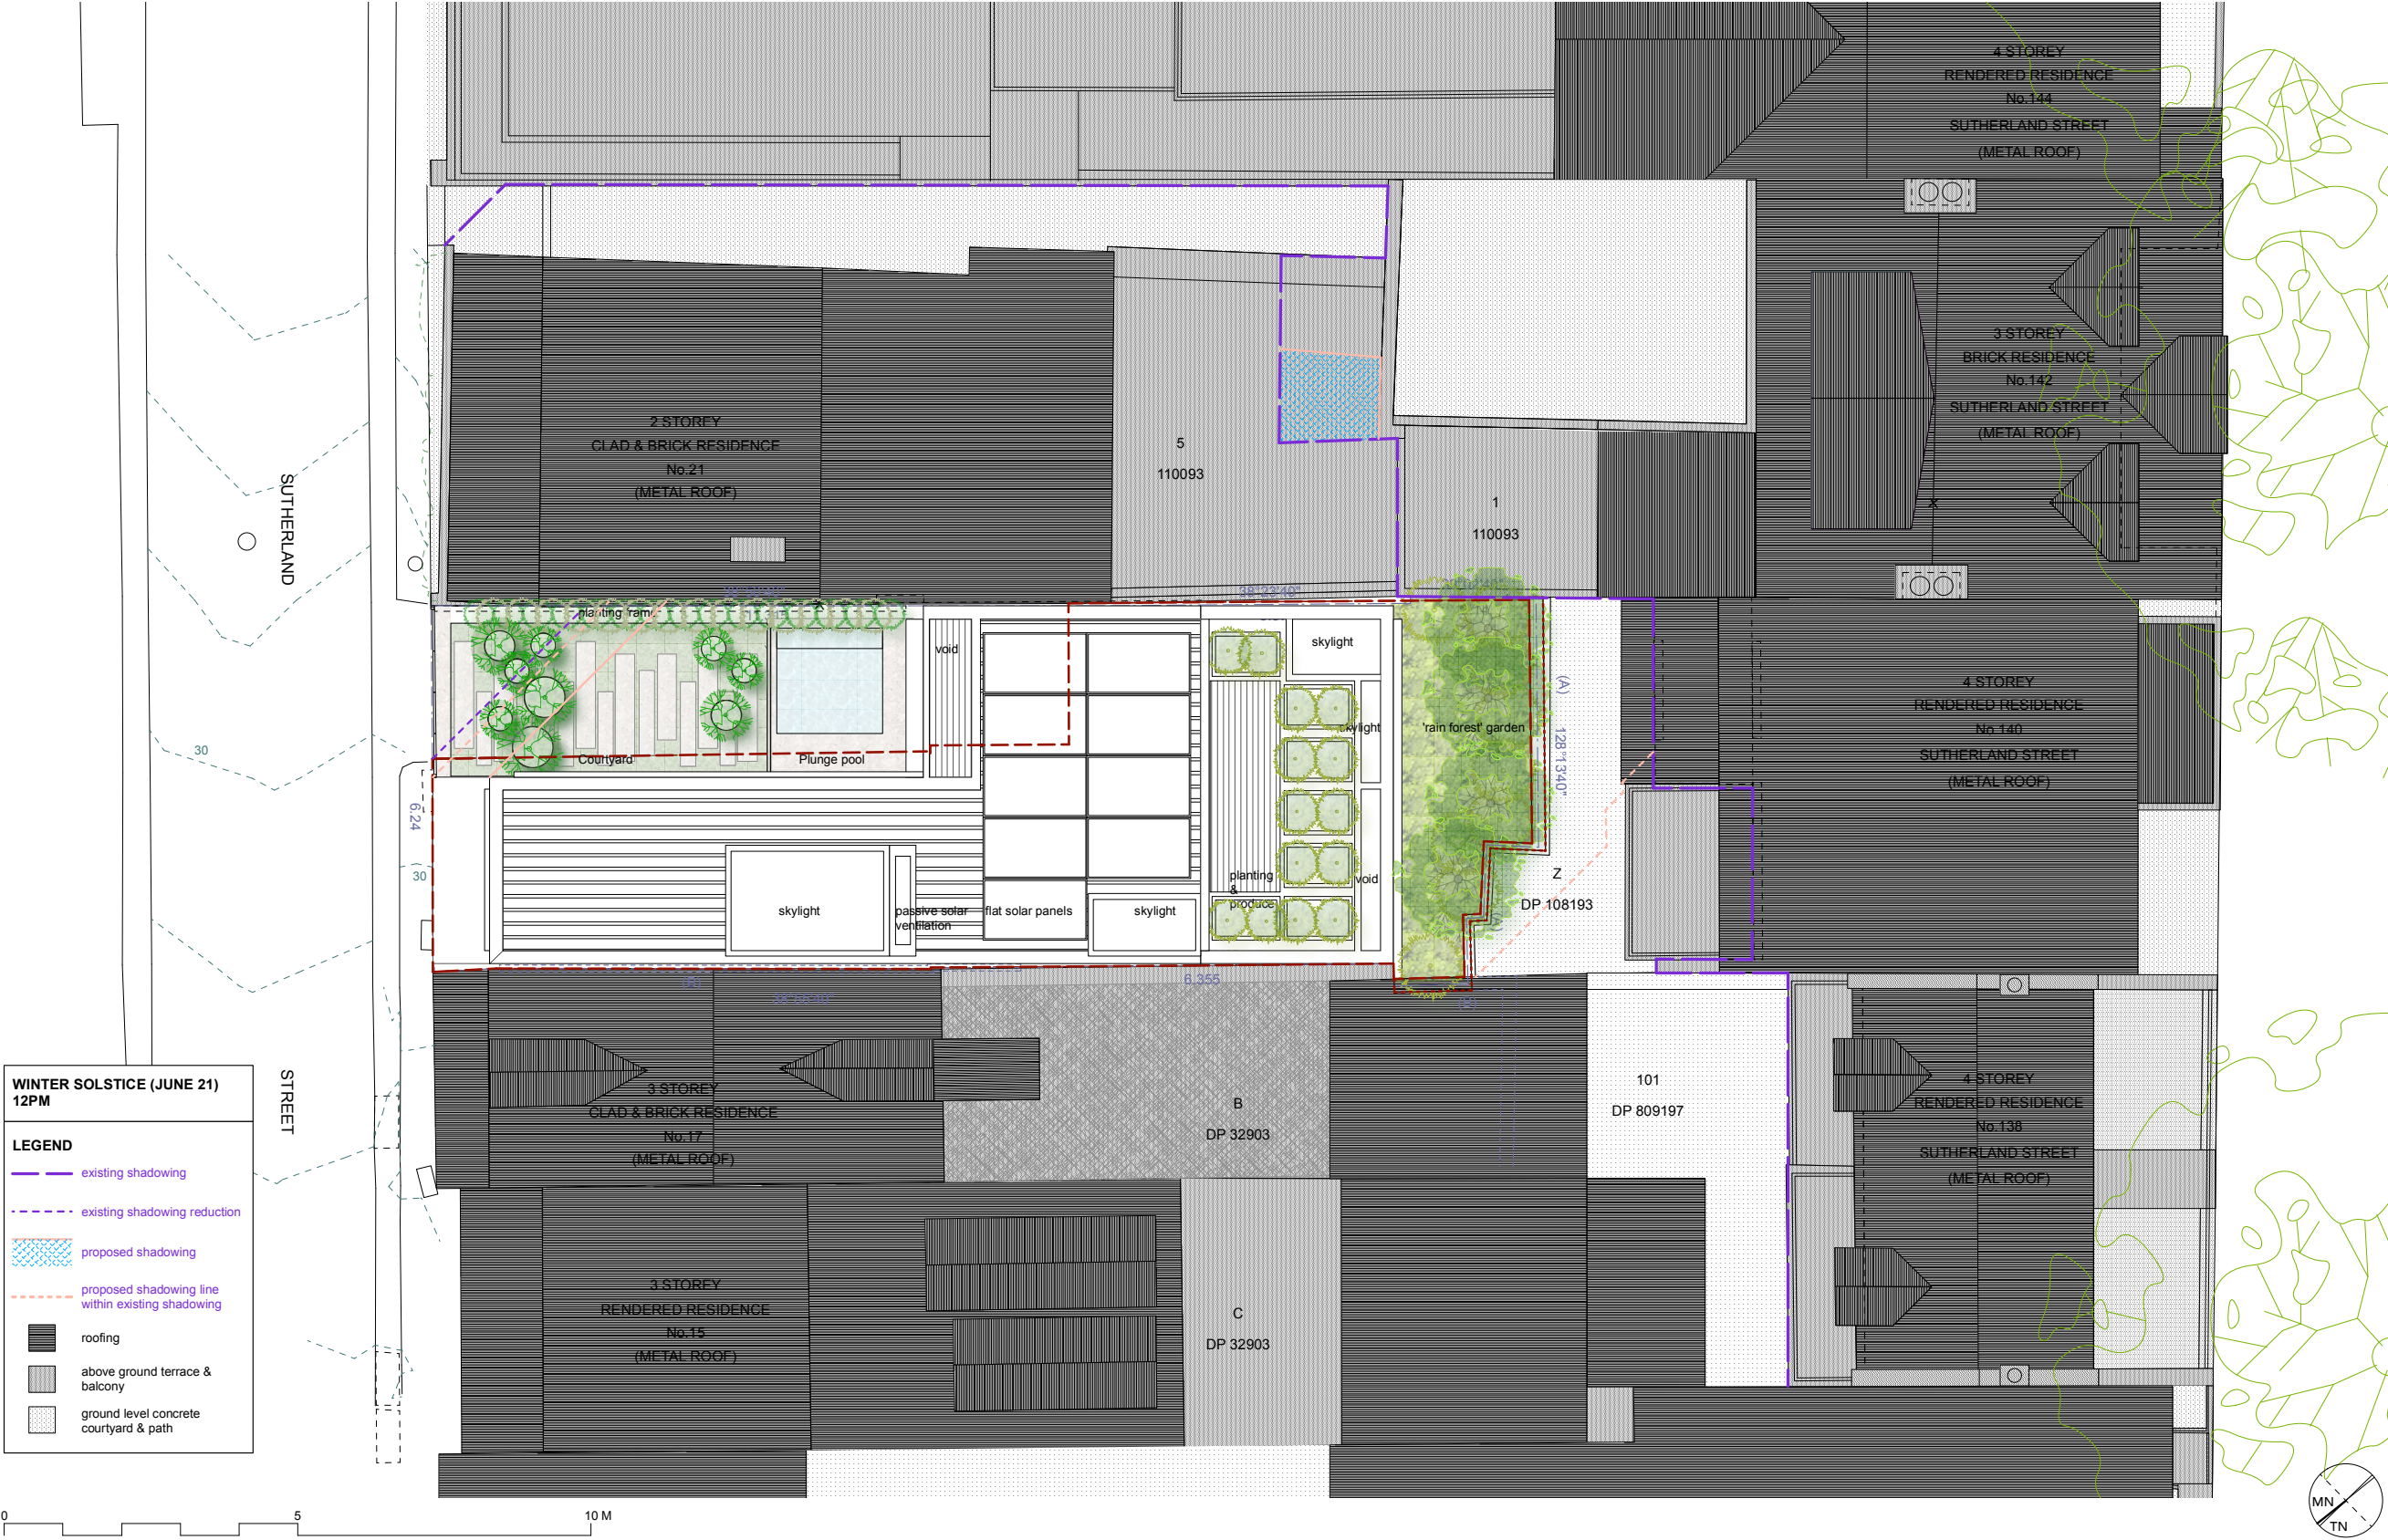 4 STOREY
RENDERED RESIDENCE
No.144
SUTHERLAND STREET
(METAL ROOF)
3 STOREY
BRICK RESIDENCE
No.142
SUTHERLAND STREET
(METAL ROOF)
2 STOREY
CLAD & BRICK RESIDENCE
No.21
(METAL ROOF)
5
110093
1
110093
SUTHERLAND
38°23'40"
planting frame
void
skylight
skylight
'rain forest' garden
(A)
128°13'40"
4 STOREY
RENDERED RESIDENCE
No.140
SUTHERLAND STREET
(METAL ROOF)
30
Courtyard
Plunge pool
6.24
30
skylight
passive solar
ventilation
flat solar panels
skylight
planting
&
produce
void
Z
DP 108193
(A)
6.355
(B)
3 STOREY
CLAD & BRICK RESIDENCE
No.17
(METAL ROOF)
B
DP 32903
101
DP 809197
4 STOREY
RENDERED RESIDENCE
No.138
SUTHERLAND STREET
(METAL ROOF)
STREET
3 STOREY
RENDERED RESIDENCE
No.15
(METAL ROOF)
C
DP 32903
WINTER SOLSTICE (JUNE 21)
12PM
LEGEND
existing shadowing
existing shadowing reduction
proposed shadowing
proposed shadowing line
within existing shadowing
roofing
above ground terrace &
balcony
ground level concrete
courtyard & path
0
5
10 M
MN
TN